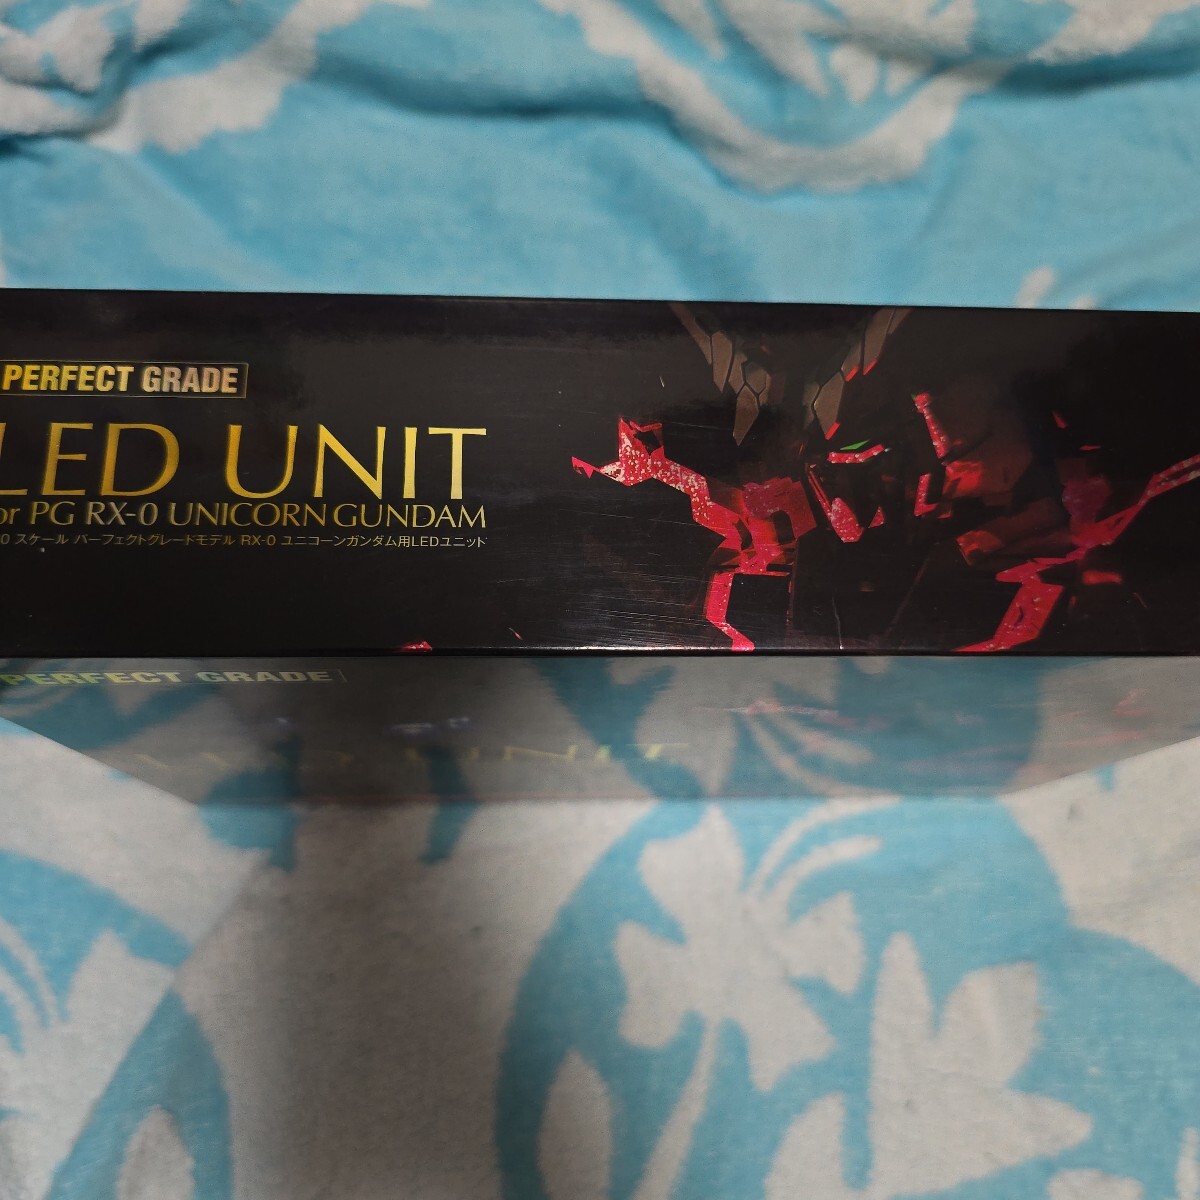 PERFECT GRADE
LED UNIT
or PG RX-0 UNICORN GUNDAM
0 スケール パーフェクトグレードモデル RX-0 ユニコーンガンダム用LEDユニット
PERFECT GRADE
UNIT